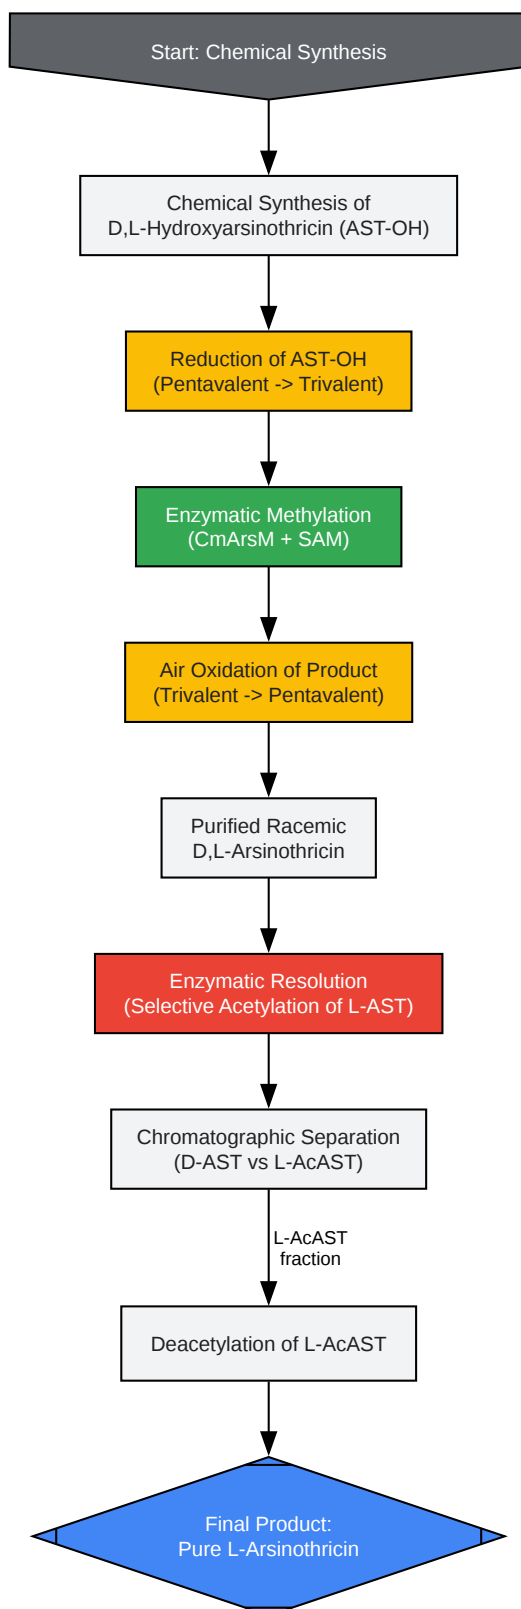 Start: Chemical Synthesis
Chemical Synthesis of
D,L-Hydroxyarsinothricin (AST-OH)
Reduction of AST-OH
(Pentavalent -> Trivalent)
Enzymatic Methylation
(CmArsM + SAM)
Air Oxidation of Product
(Trivalent -> Pentavalent)
Purified Racemic
D,L-Arsinothricin
Enzymatic Resolution
(Selective Acetylation of L-AST)
Chromatographic Separation
(D-AST vs L-AcAST)
L-AcAST
fraction
Deacetylation of L-AcAST
Final Product:
Pure L-Arsinothricin